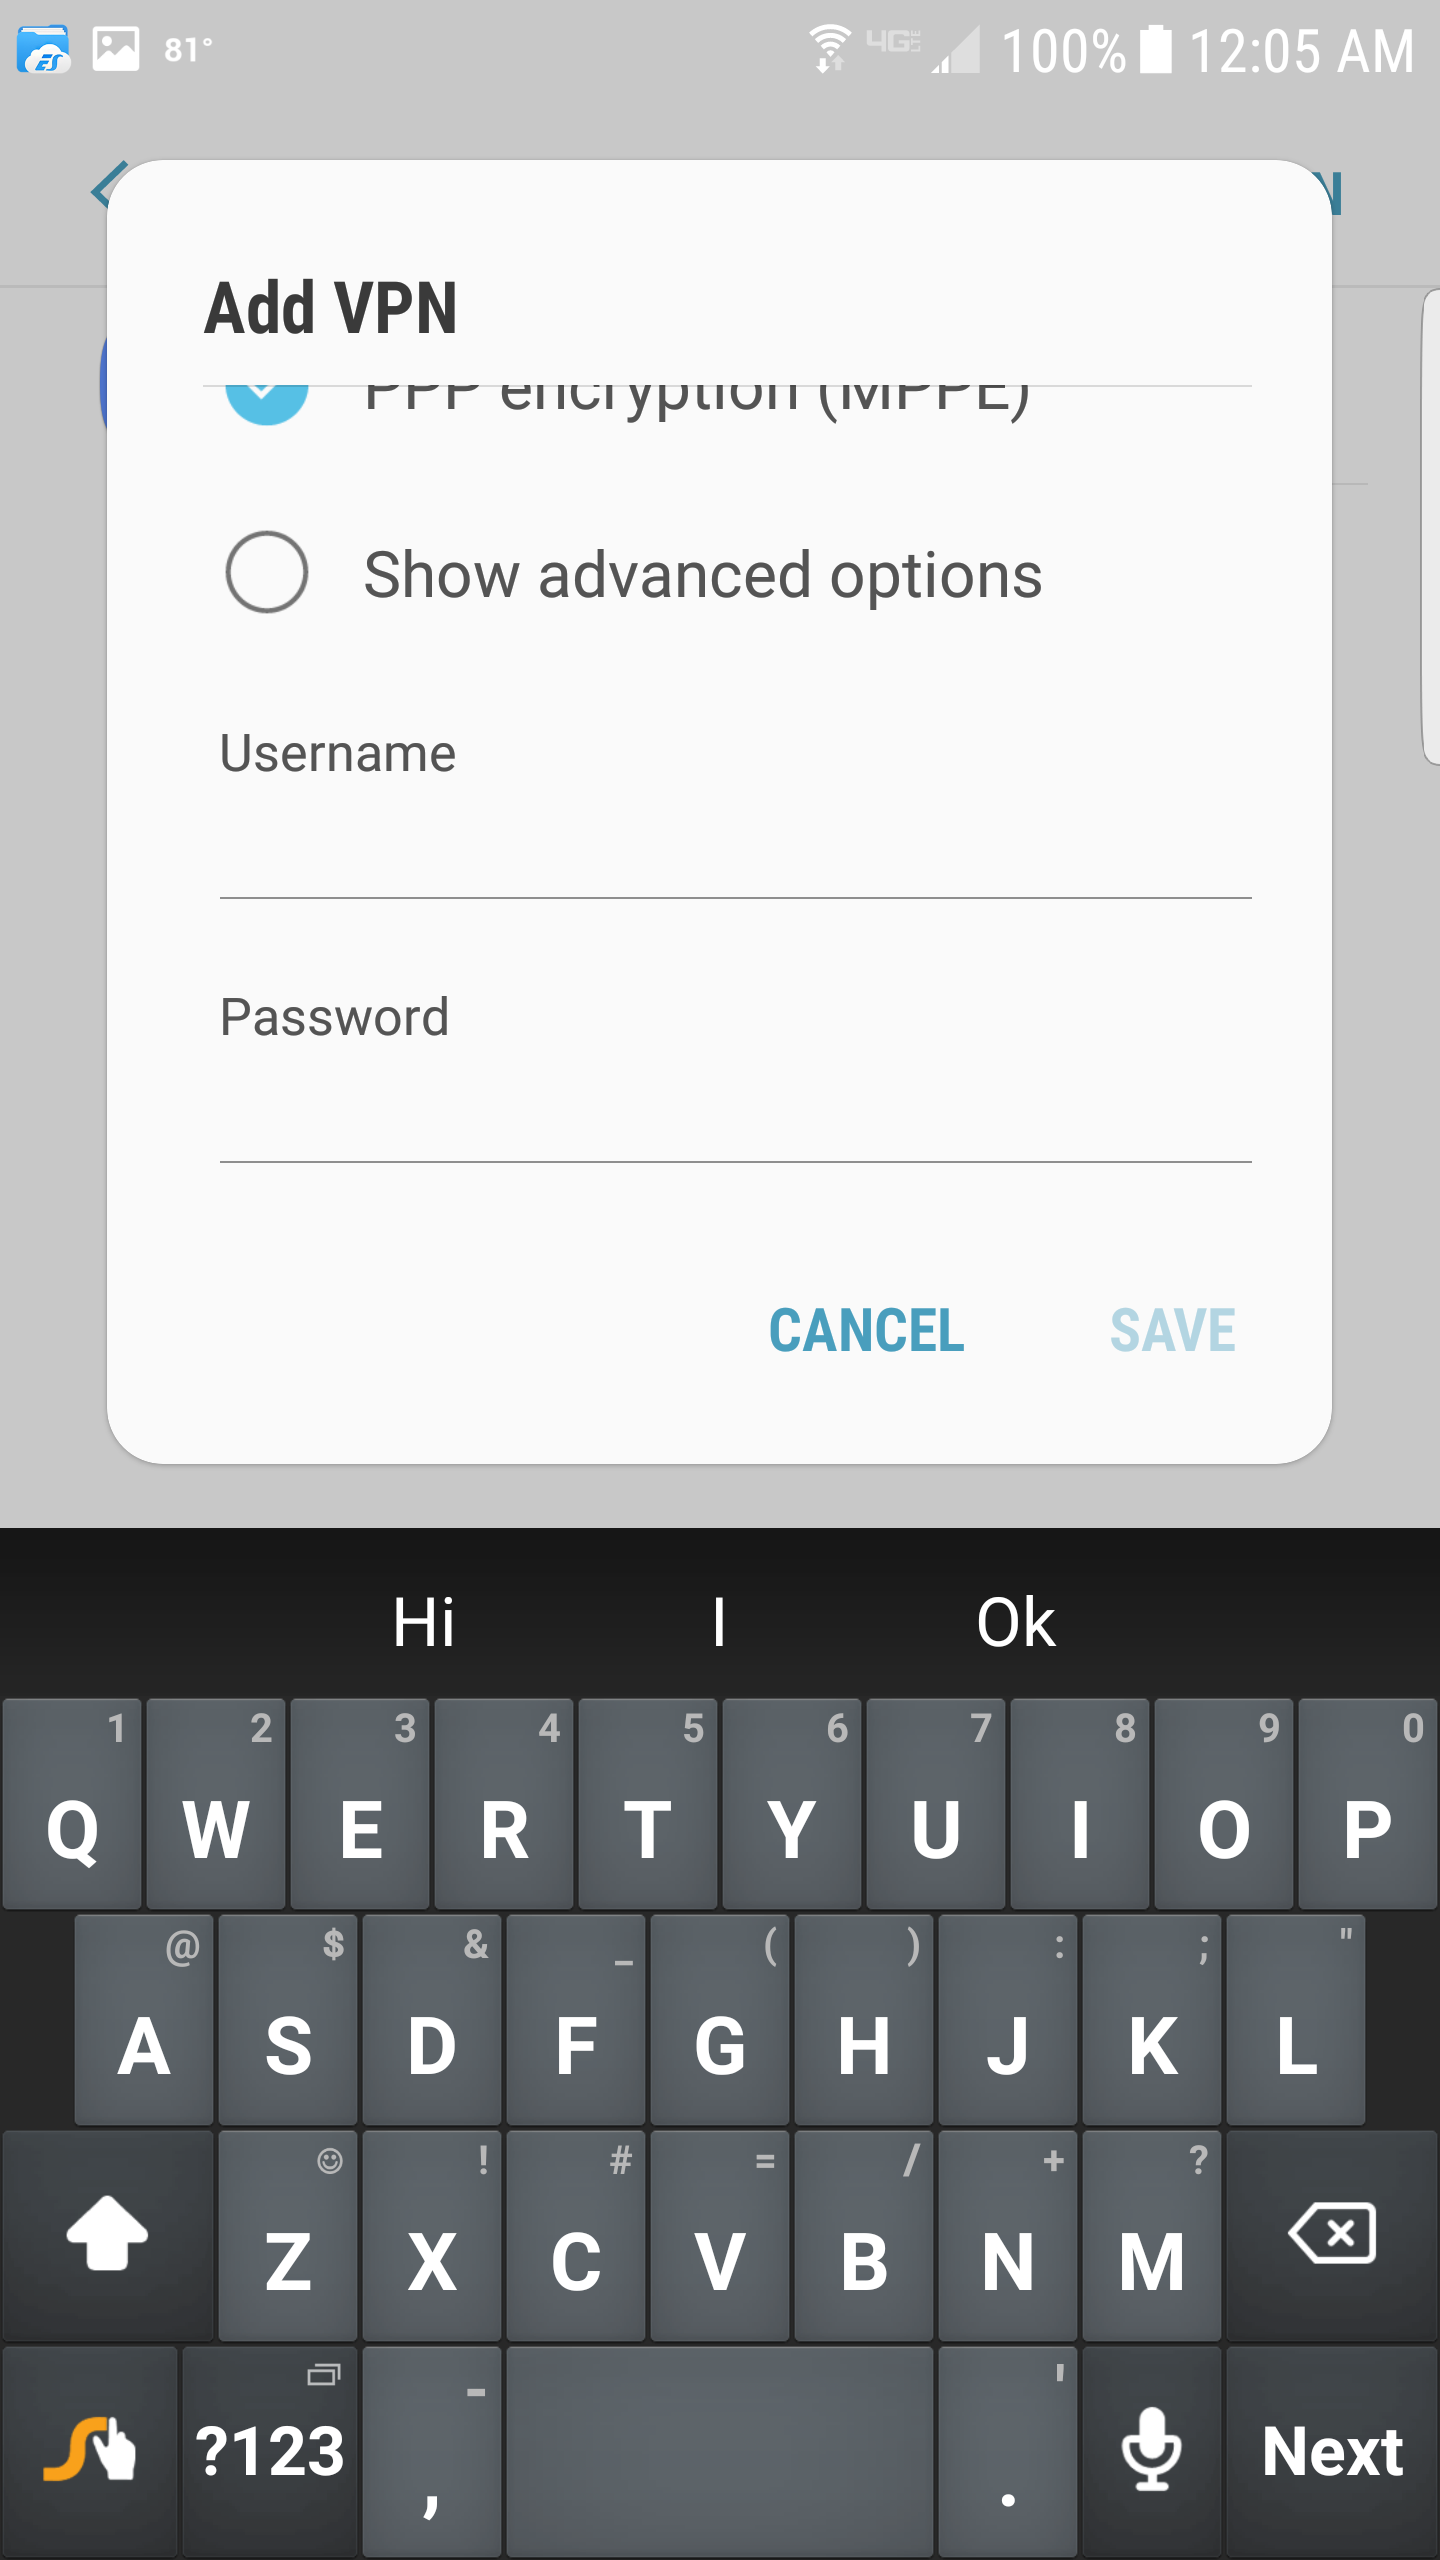 ES 81° 4G LTE 100% 12:05 AM
N
Add VPN
PPP encryption (MPPE)
Show advanced options
Username
Password
CANCEL SAVE
Hi I Ok
1 2 3 4 5 6 7 8 9 0
Q W E R T Y U I O P
@ $ & _ ( ) : ; "
A S D F G H J K L
! # = / + ?
Z X C V B N M
- '
?123 , . Next